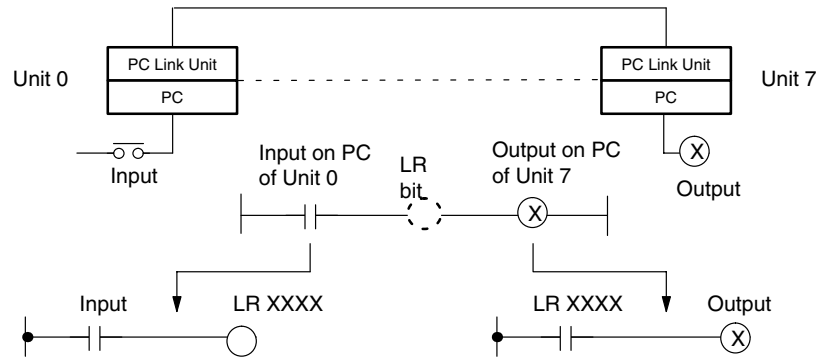 PC Link Unit
PC Link Unit
Unit 0
Unit 7
PC
PC
Input
X
Output
Input on PC
of Unit 0
LR
bit
Output on PC
of Unit 7
X
Input
LR XXXX
LR XXXX
Output
X